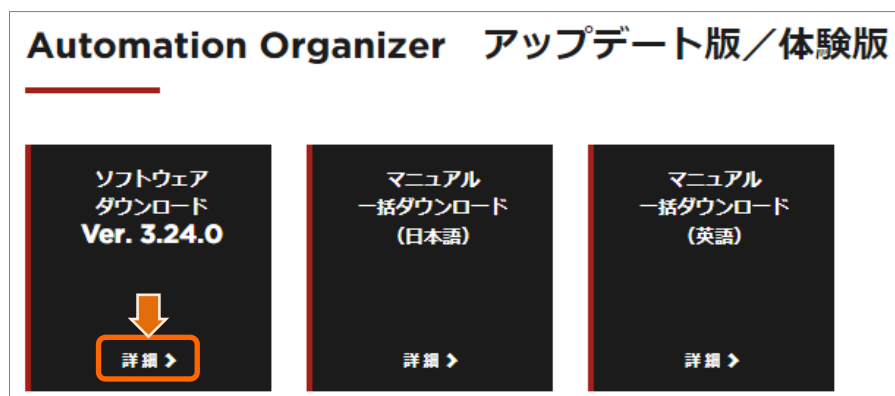 Automation Organizer アップデート版／体験版
ソフトウェア
ダウンロード
Ver. 3.24.0
詳細
マニュアル
一括ダウンロード
（日本語）
詳細
マニュアル
一括ダウンロード
（英語）
詳細